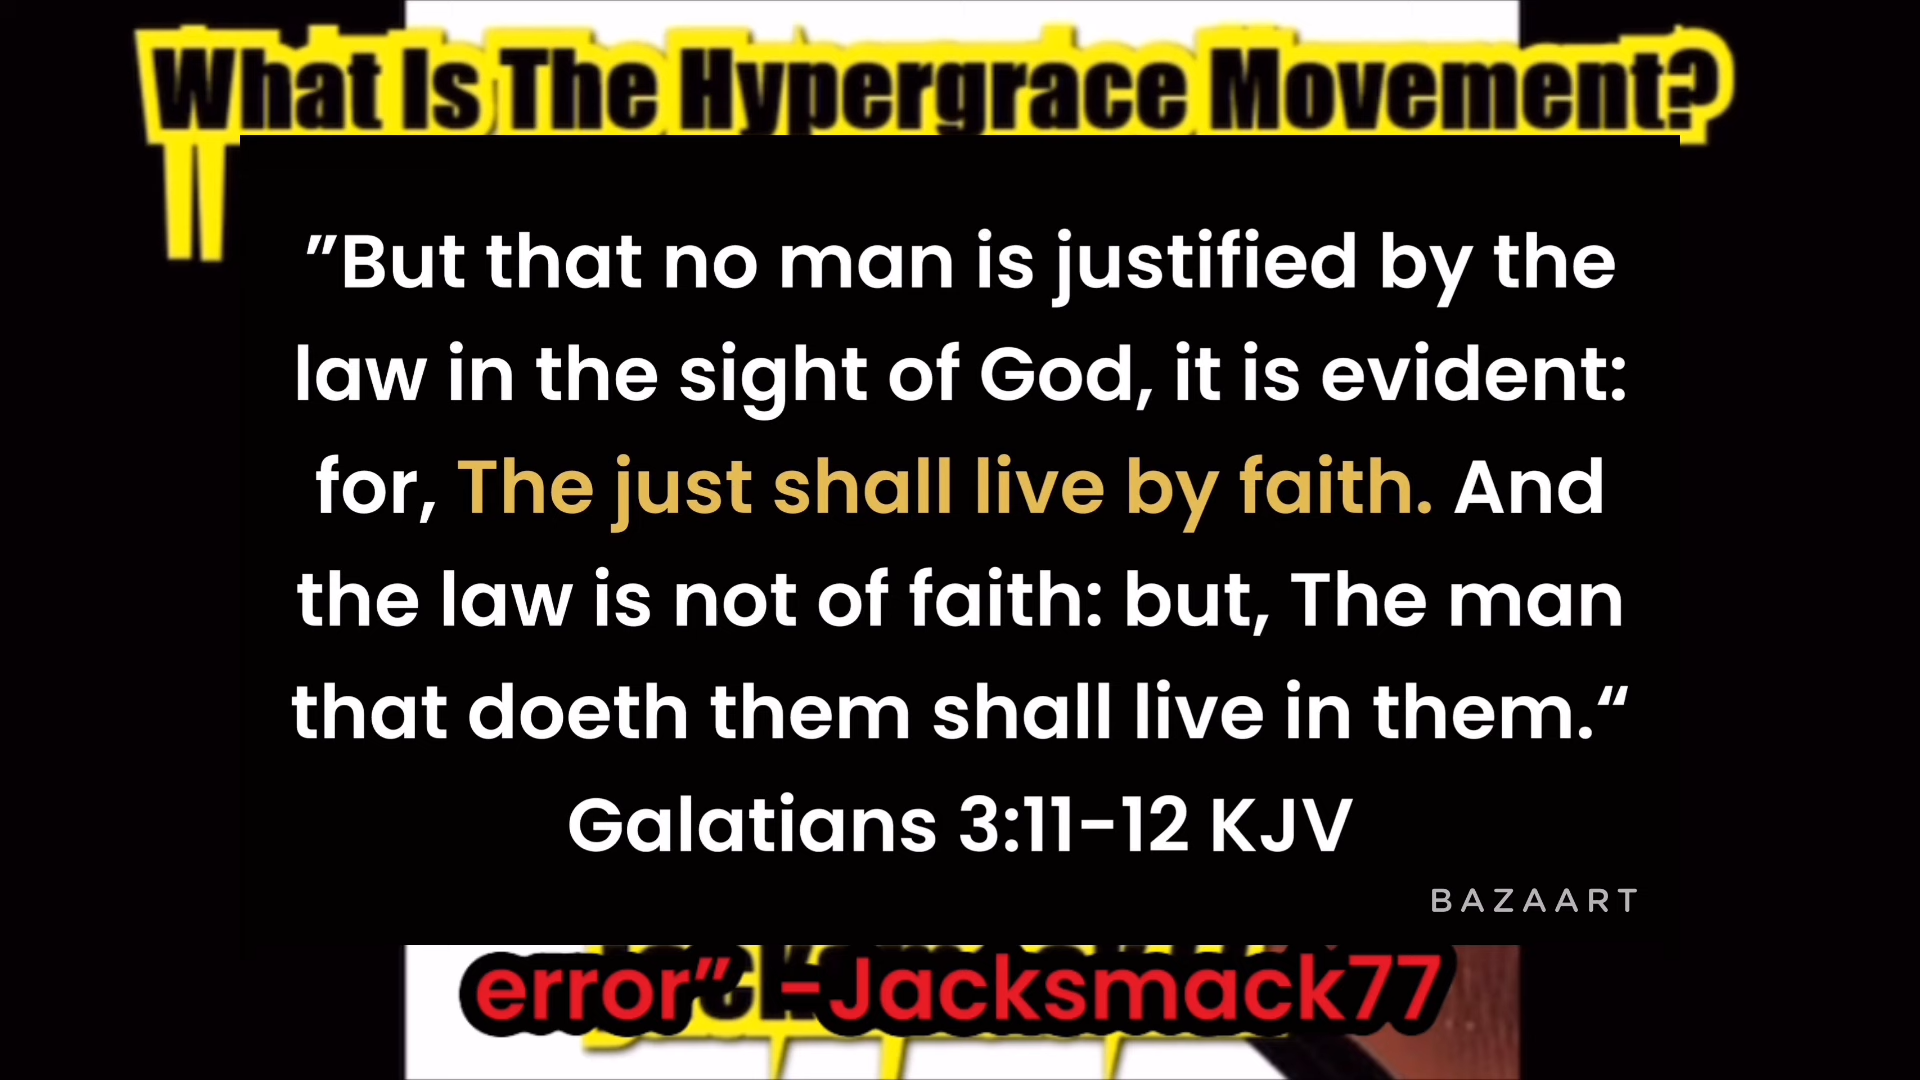 What Is The Hypergrace Movement?
”But that no man is justified by the
law in the sight of God, it is evident:
for, The just shall live by faith. And
the law is not of faith: but, The man
that doeth them shall live in them.“
Galatians 3:11-12 KJV
BAZAART
error” -Jacksmack77